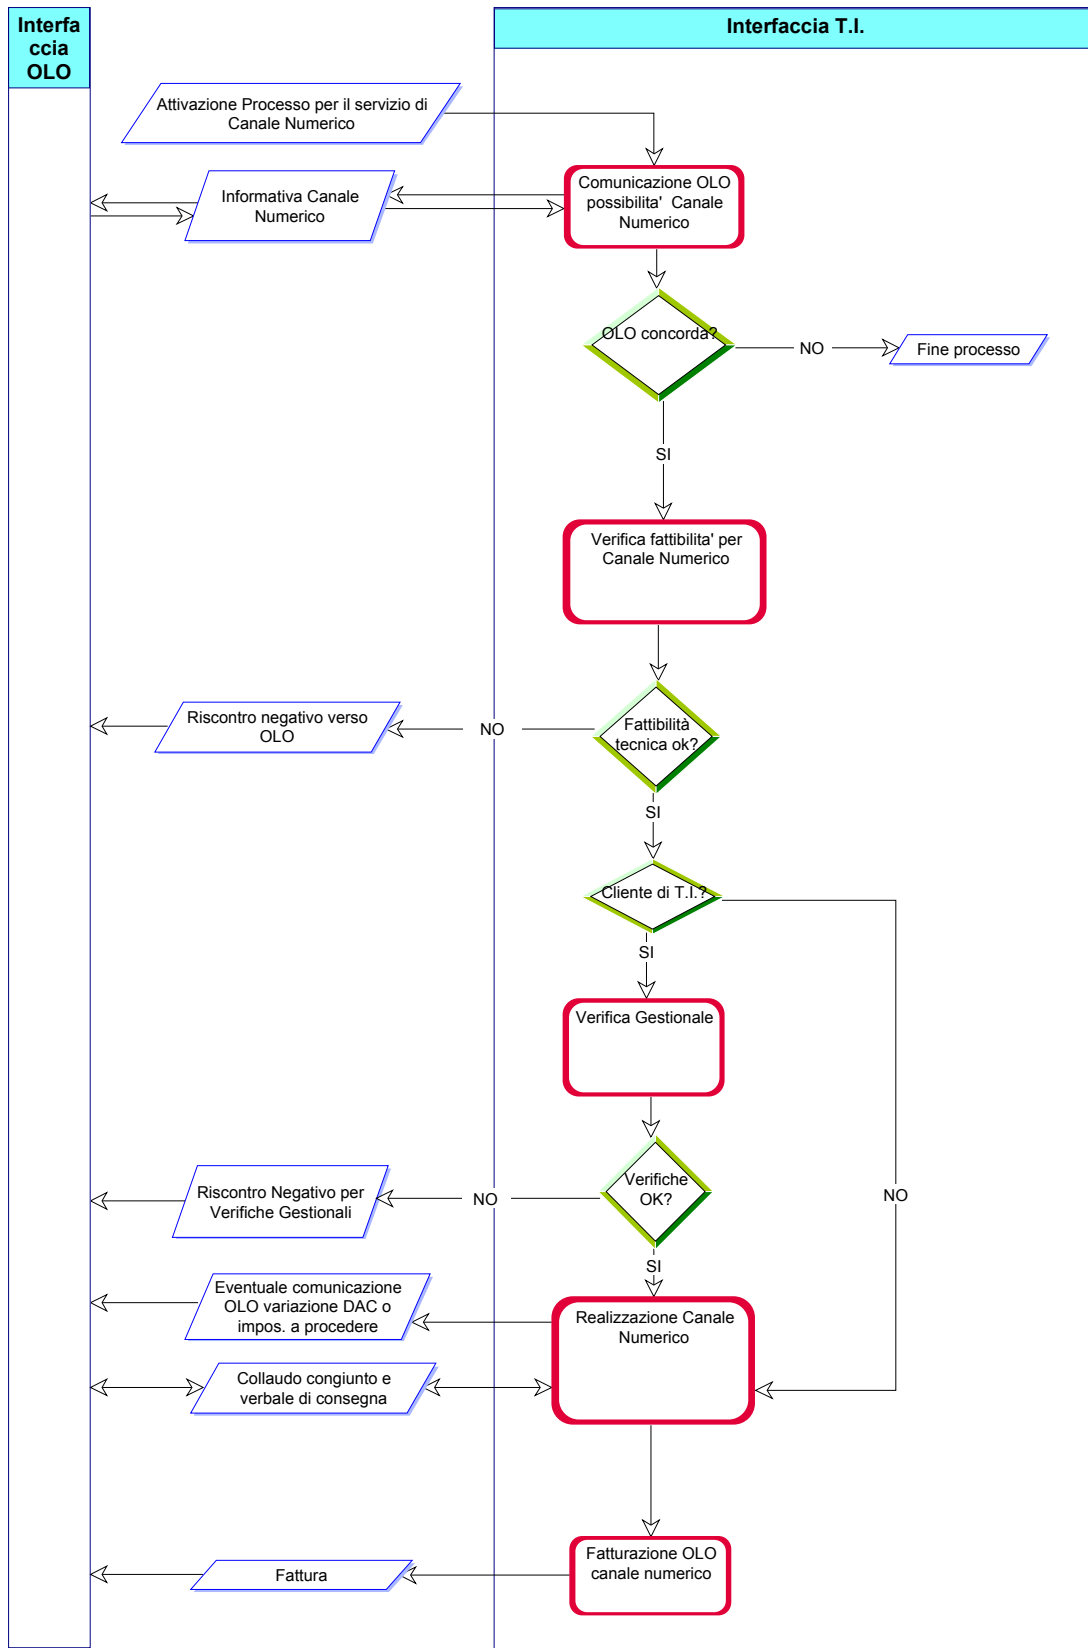 Interfa
ccia
OLO
Interfaccia T.I.
Attivazione Processo per il servizio di
Canale Numerico
Informativa Canale
Numerico
Comunicazione OLO
possibilita' Canale
Numerico
OLO concorda?
NO
Fine processo
SI
Verifica fattibilita' per
Canale Numerico
Riscontro negativo verso
OLO
NO
Fattibilità
tecnica ok?
SI
Cliente di T.I.?
SI
Verifica Gestionale
Riscontro Negativo per
Verifiche Gestionali
NO
Verifiche
OK?
NO
SI
Eventuale comunicazione
OLO variazione DAC o
impos. a procedere
Realizzazione Canale
Numerico
Collaudo congiunto e
verbale di consegna
Fattura
Fatturazione OLO
canale numerico